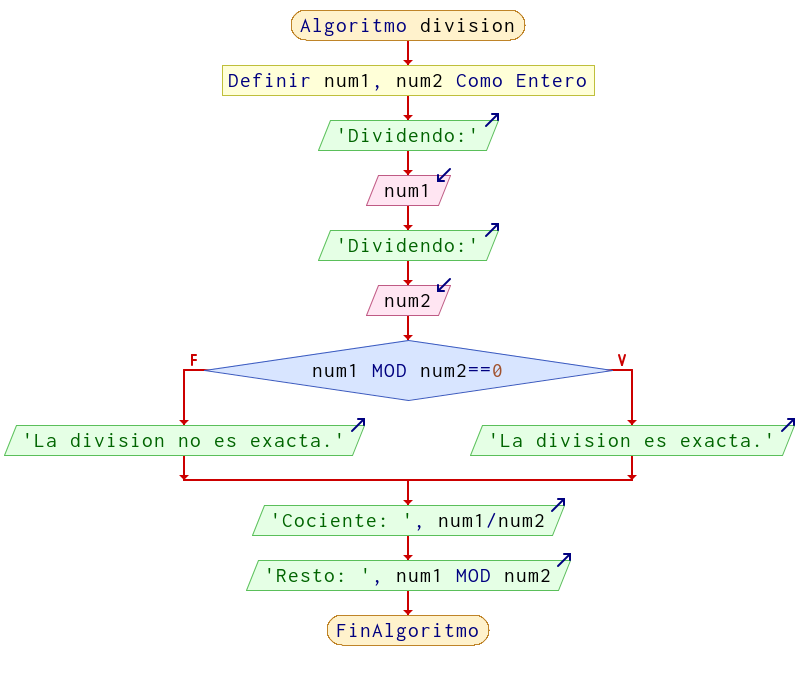 Algoritmo division
Definir num1, num2 Como Entero
'Dividendo:'
num1
'Dividendo:'
num2
F
V
num1 MOD num2==0
'La division no es exacta.'
'La division es exacta.'
'Cociente: ', num1/num2
'Resto: ', num1 MOD num2
FinAlgoritmo